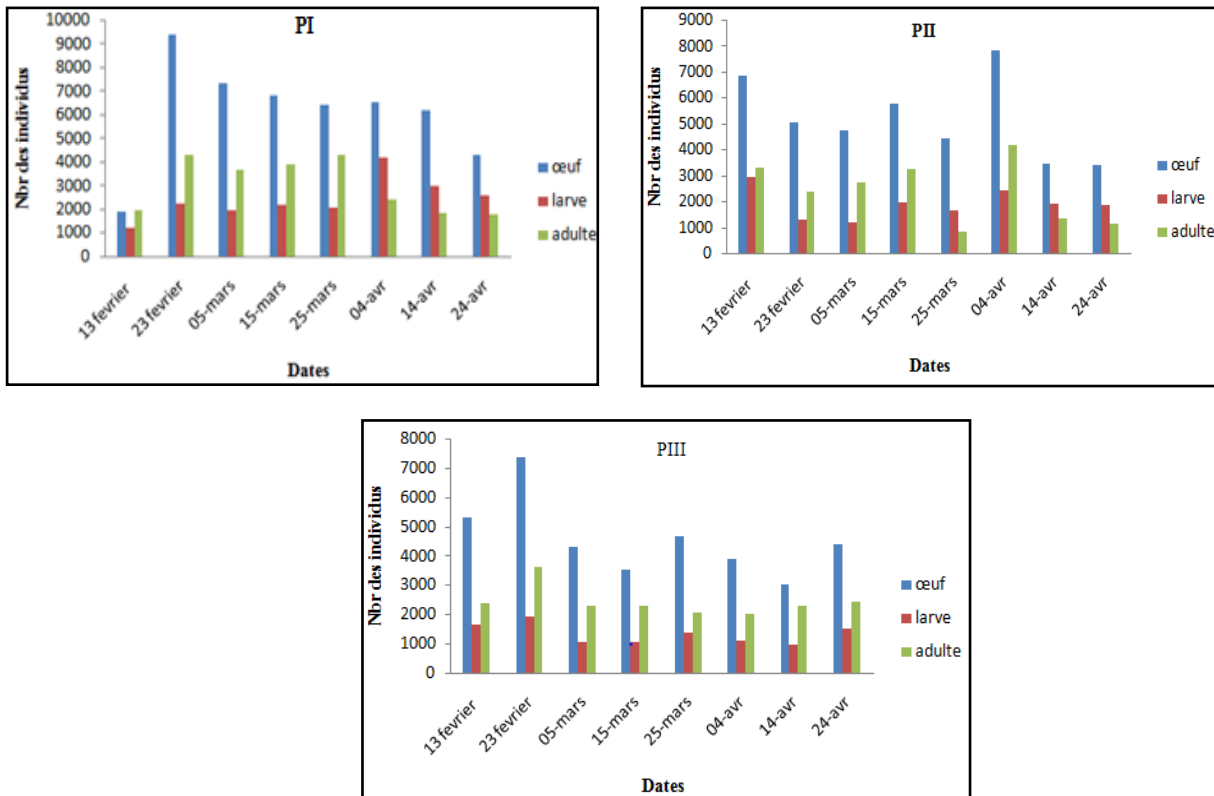 PI
Nbr des individus
10000
9000
8000
7000
6000
5000
4000
3000
2000
1000
0
13 fevrier
23 fevrier
05-mars
15-mars
25-mars
04-avr
14-avr
24-avr
Dates
œuf
larve
adulte
PII
Nbr des individus
9000
8000
7000
6000
5000
4000
3000
2000
1000
0
13 fevrier
23 fevrier
05-mars
15-mars
25-mars
04-avr
14-avr
24-avr
Dates
œuf
larve
adulte
PIII
Nbr des individus
8000
7000
6000
5000
4000
3000
2000
1000
0
13 fevrier
23 fevrier
05-mars
15-mars
25-mars
04-avr
14-avr
24-avr
Dates
œuf
larve
adulte